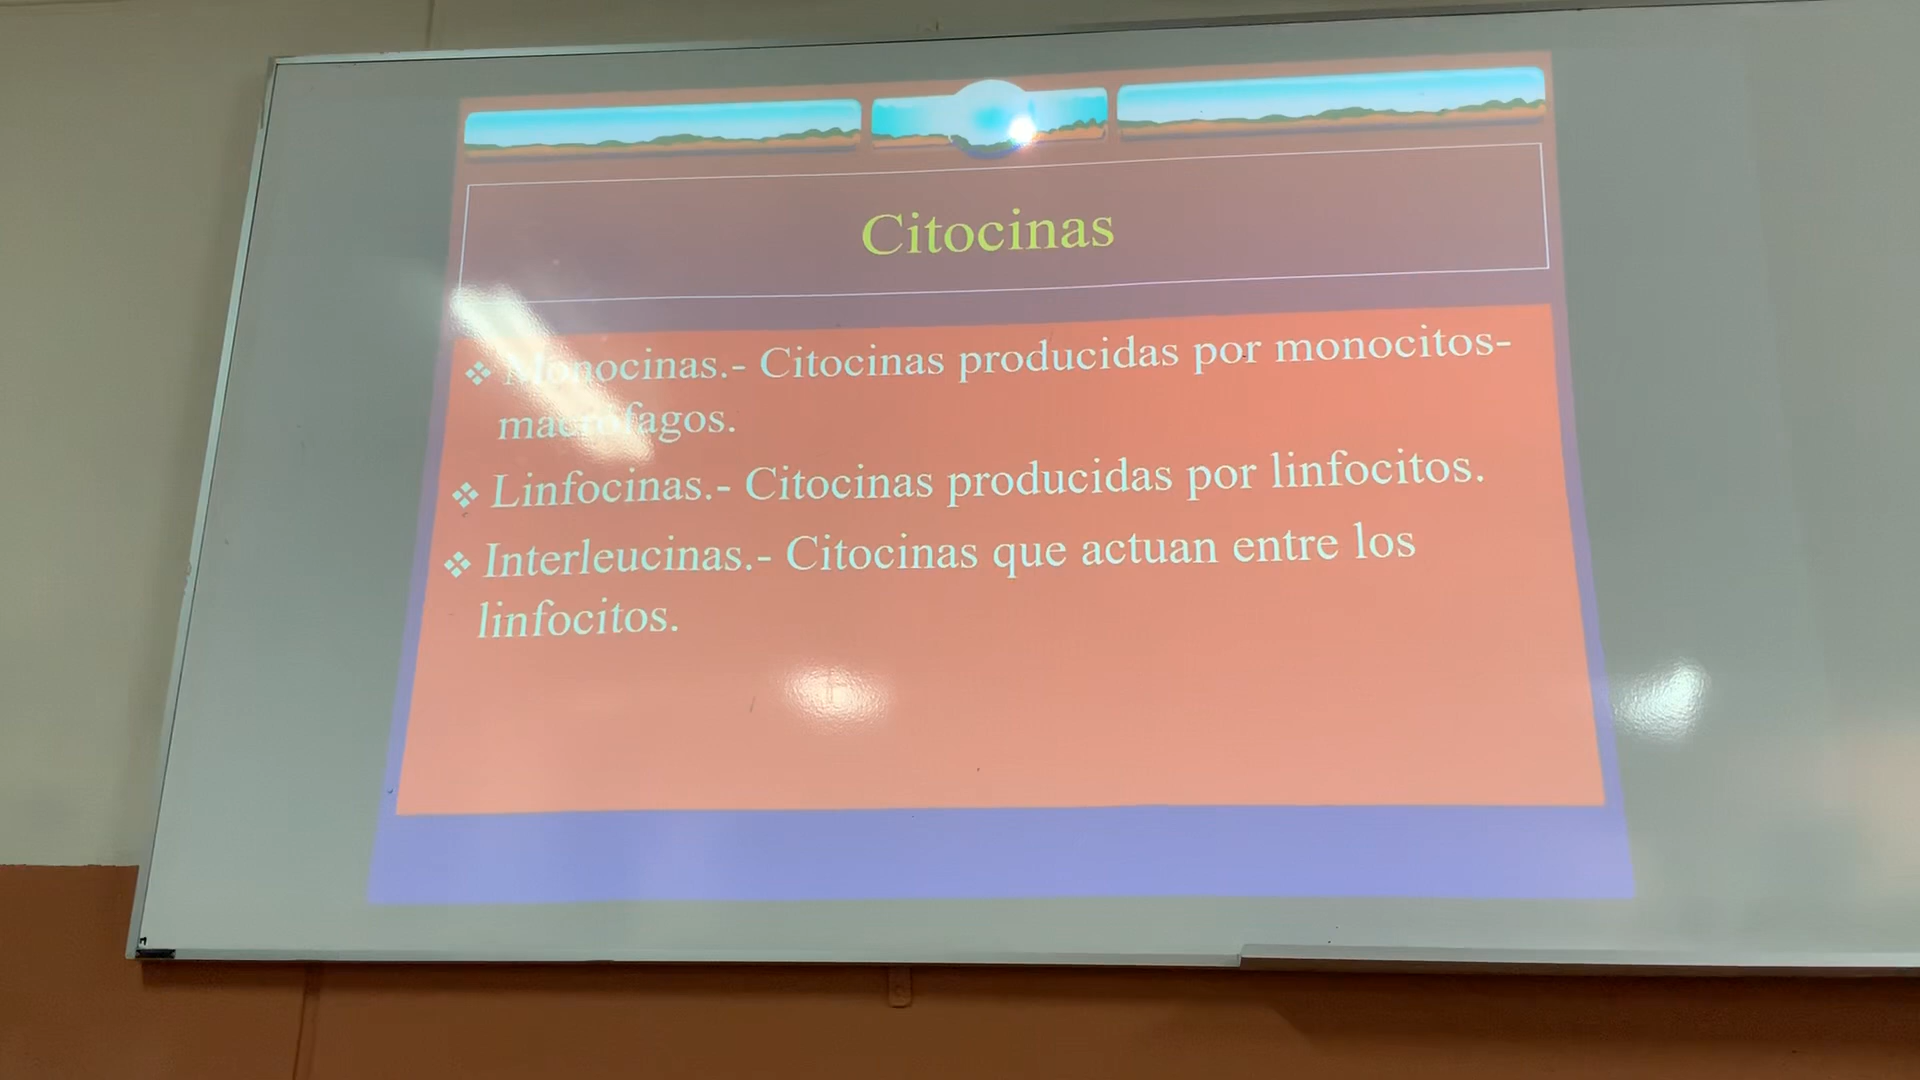 Citocinas
Monocinas.- Citocinas producidas por monocitos-
macrófagos.
Linfocinas.- Citocinas producidas por linfocitos.
Interleucinas.- Citocinas que actuan entre los
linfocitos.